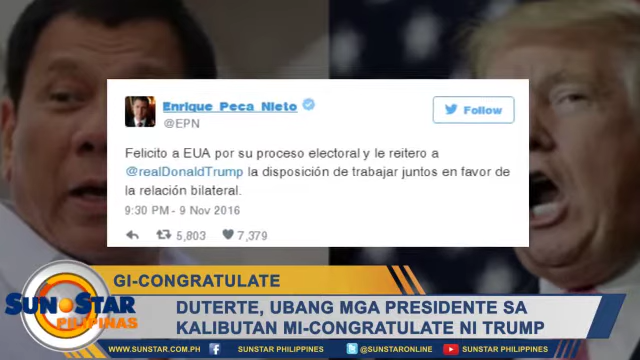 Enrique Peca Nieto
@EPN
Follow
Felicito a EUA por su proceso electoral y le reitero a
@realDonaldTrump la disposición de trabajar juntos en favor de
la relación bilateral.
9:30 PM - 9 Nov 2016
5,803 7,379
GI-CONGRATULATE
SUN STAR
PILIPINAS
DUTERTE, UBANG MGA PRESIDENTE SA
KALIBUTAN MI-CONGRATULATE NI TRUMP
WWW.SUNSTAR.COM.PH SUNSTAR PHILIPPINES @SUNSTARONLINE SUNSTAR PHILIPPINES